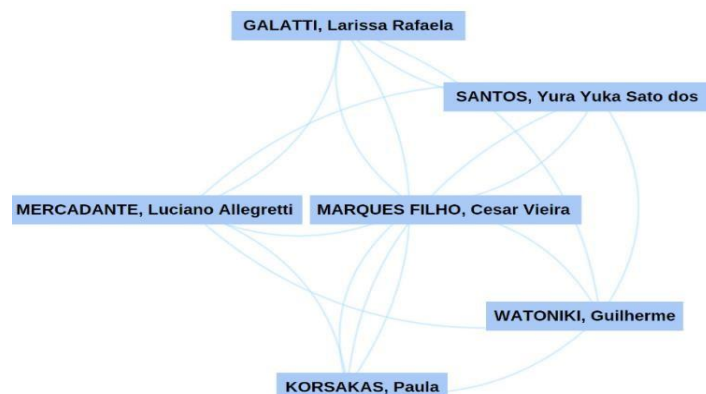 GALATTI, Larissa Rafaela
SANTOS, Yura Yuka Sato dos
MERCADANTE, Luciano Allegretti
MARQUES FILHO, Cesar Vieira
WATONIKI, Guilherme
KORSAKAS, Paula